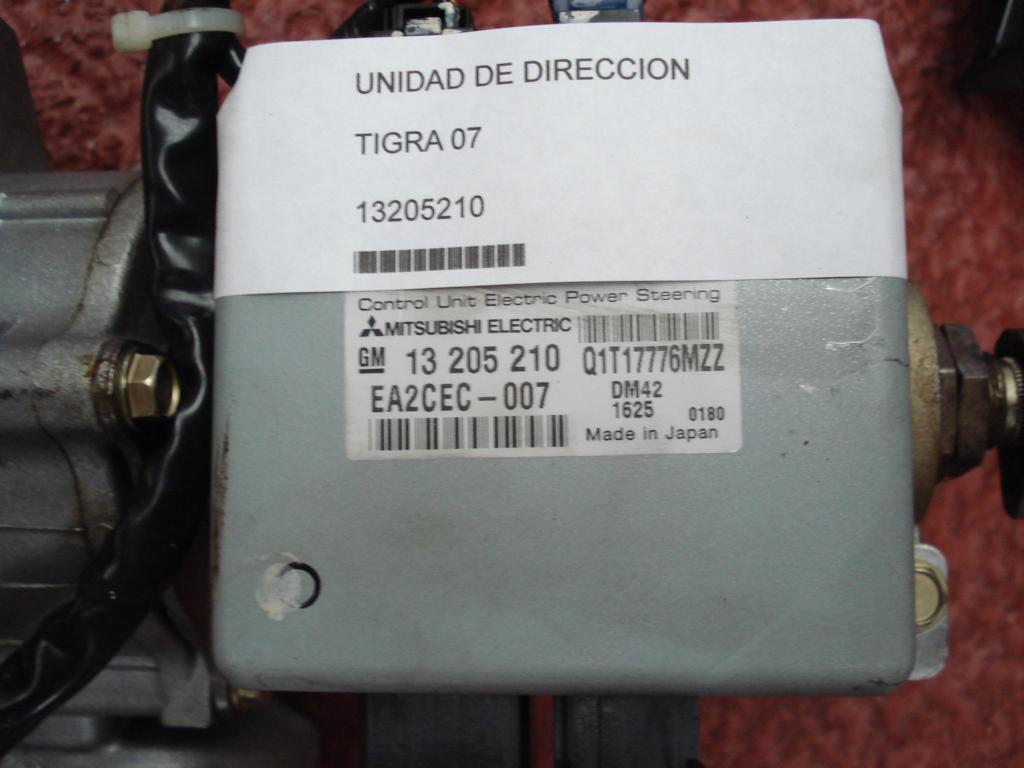 UNIDAD DE DIRECCION
TIGRA 07
13205210
Control Unit Electric Power Steering
MITSUBISHI ELECTRIC
GM 13 205 210 Q1T17776MZZ
EA2CEC-007 DM42
1625 0180
Made in Japan